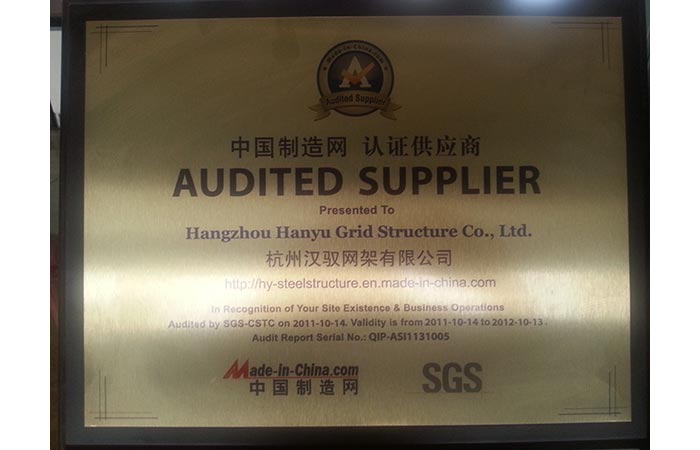 Made-in-China.com
Audited Supplier
中国制造网 认证供应商
AUDITED SUPPLIER
Presented To
Hangzhou Hanyu Grid Structure Co., Ltd.
杭州汉驭网架有限公司
http://hy-steelstructure.en.made-in-china.com
In Recognition of Your Site Existence & Business Operations
Audited by SGS-CSTC on 2011-10-14. Validity is from 2011-10-14 to 2012-10-13.
Audit Report Serial No.: QIP-ASI1131005
Made-in-China.com
中国制造网
SGS